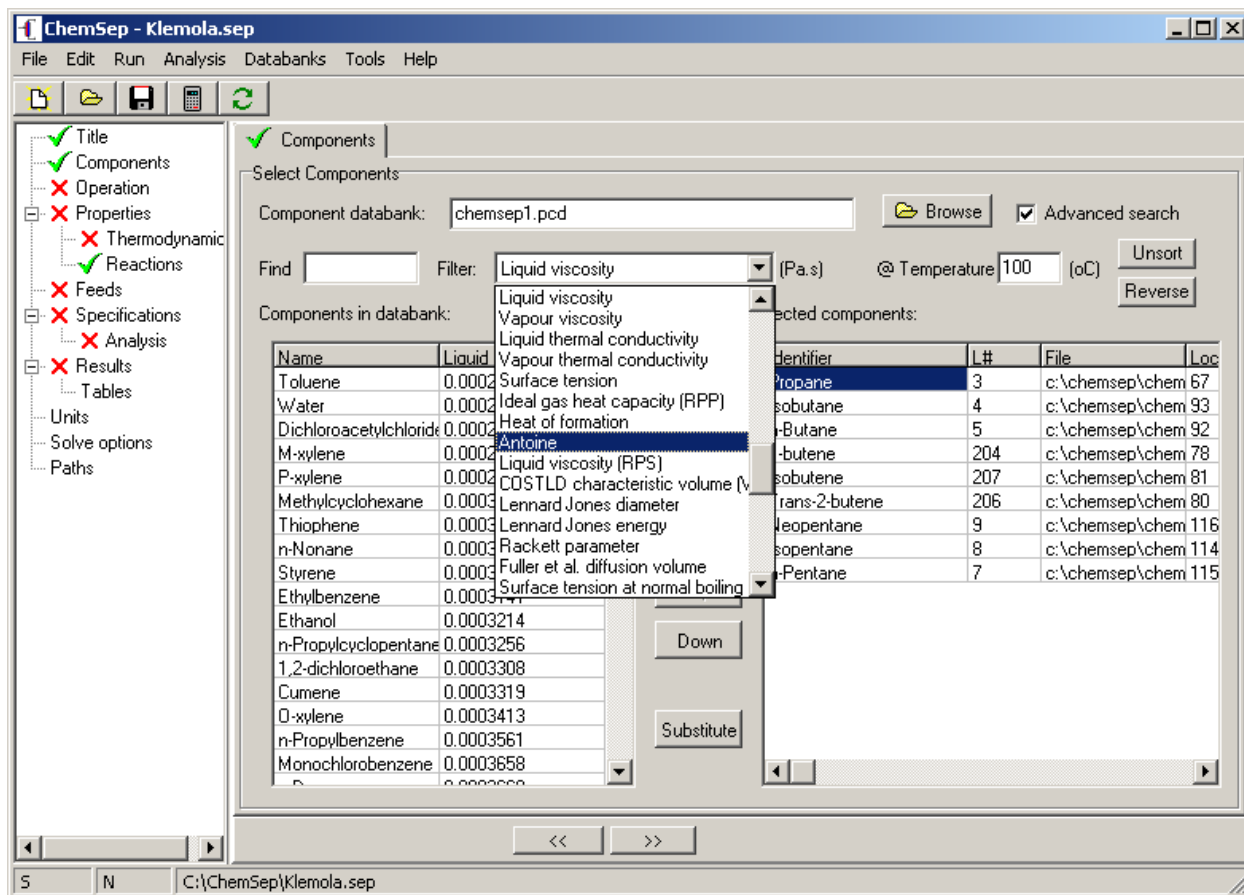 ChemSep - Klemola.sep
File Edit Run Analysis Databanks Tools Help
Title
Components
Operation
Properties
Thermodynamic
Reactions
Feeds
Specifications
Analysis
Results
Tables
Units
Solve options
Paths
Components
Select Components
Component databank: chemsep1.pcd Browse Advanced search
Find Filter: Liquid viscosity (Pa.s) @ Temperature 100 (oC) Unsort
Reverse
Components in databank: ected components:
Liquid viscosity
Vapour viscosity
Liquid thermal conductivity
Vapour thermal conductivity
Surface tension
Ideal gas heat capacity (RPP)
Heat of formation
Antoine
Liquid viscosity (RPS)
COSTLD characteristic volume (V
Lennard Jones diameter
Lennard Jones energy
Rackett parameter
Fuller et al. diffusion volume
Surface tension at normal boiling
Name Liquid
Toluene 0.0002
Water 0.0002
Dichloroacetylchloride 0.0002
M-xylene 0.0002
P-xylene 0.0002
Methylcyclohexane 0.0003
Thiophene 0.0003
n-Nonane 0.0003
Styrene 0.0003
Ethylbenzene
Ethanol 0.0003214
n-Propylcyclopentane 0.0003256
1,2-dichloroethane 0.0003308
Cumene 0.0003319
O-xylene 0.0003413
n-Propylbenzene 0.0003561
Monochlorobenzene 0.0003658
Down
Substitute
dentifier L# File Loc
Propane 3 c:\chemsep\chem 67
sobutane 4 c:\chemsep\chem 93
n-Butane 5 c:\chemsep\chem 92
-butene 204 c:\chemsep\chem 78
sobutene 207 c:\chemsep\chem 81
Trans-2-butene 206 c:\chemsep\chem 80
Neopentane 9 c:\chemsep\chem 116
sopentane 8 c:\chemsep\chem 114
n-Pentane 7 c:\chemsep\chem 115
<< >>
S N C:\ChemSep\Klemola.sep